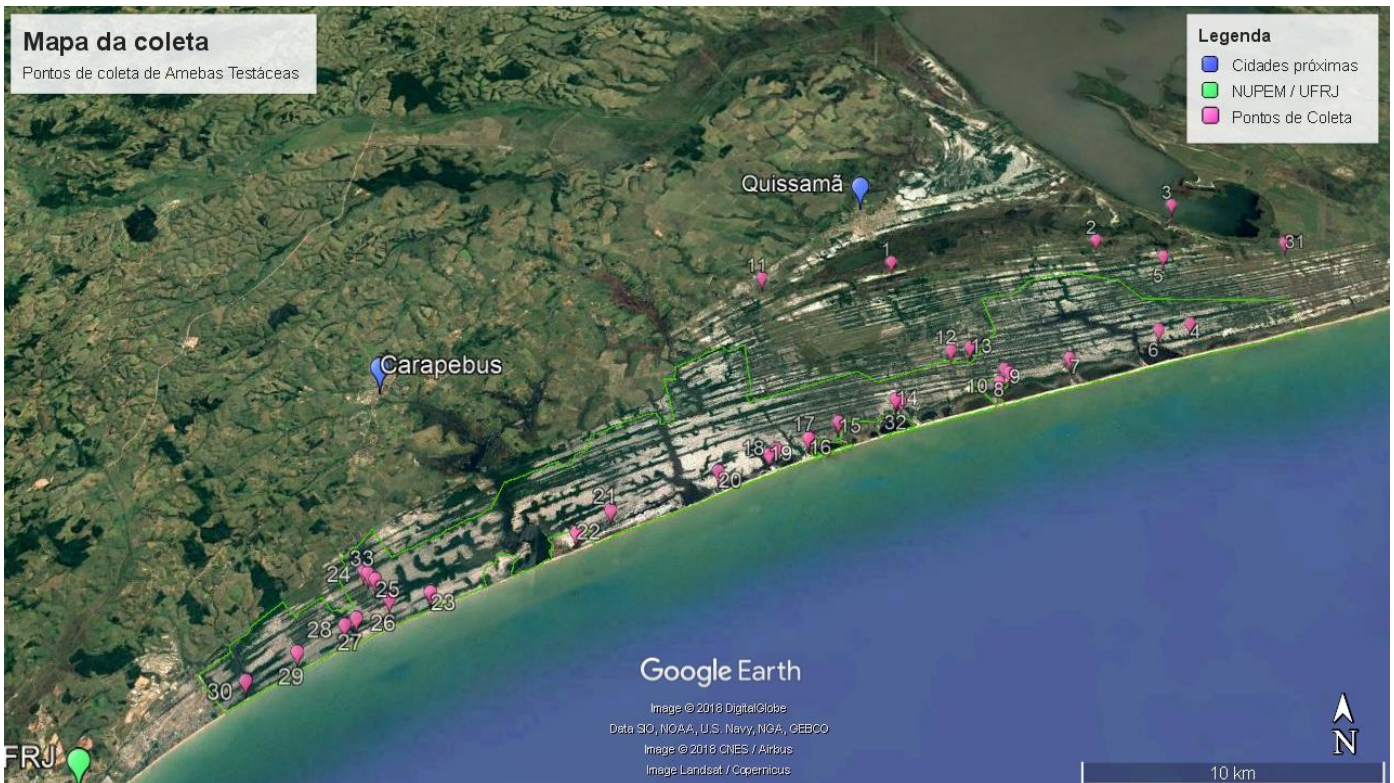 Mapa da coleta
Pontos de coleta de Amebas Testáceas
Legenda
Cidades próximas
NUPEM / UFRJ
Pontos de Coleta
Quissamã
3
2
31
1
5
11
12
13
4
6
7
Carapebus
9
10
8
14
32
15
17
16
18
19
20
21
22
33
24
25
23
26
28
27
29
30
FRJ
Google Earth
Image © 2018 DigitalGlobe
Data SIO, NOAA, U.S. Navy, NGA, GEBCO
Image © 2018 CNES / Airbus
Image Landsat / Copernicus
N
10 km